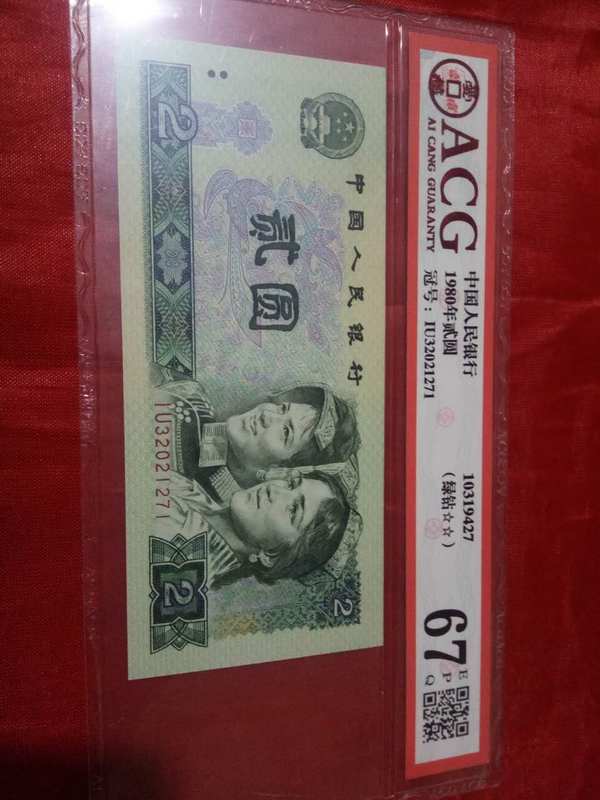 ACG
AI CANG GUARANTY
中国人民银行
1980年贰圆
冠号：IU32021271
10319427
（绿钻☆☆）
67
E
P
Q
中国人民银行
贰圆
2
IU32021271
2
2